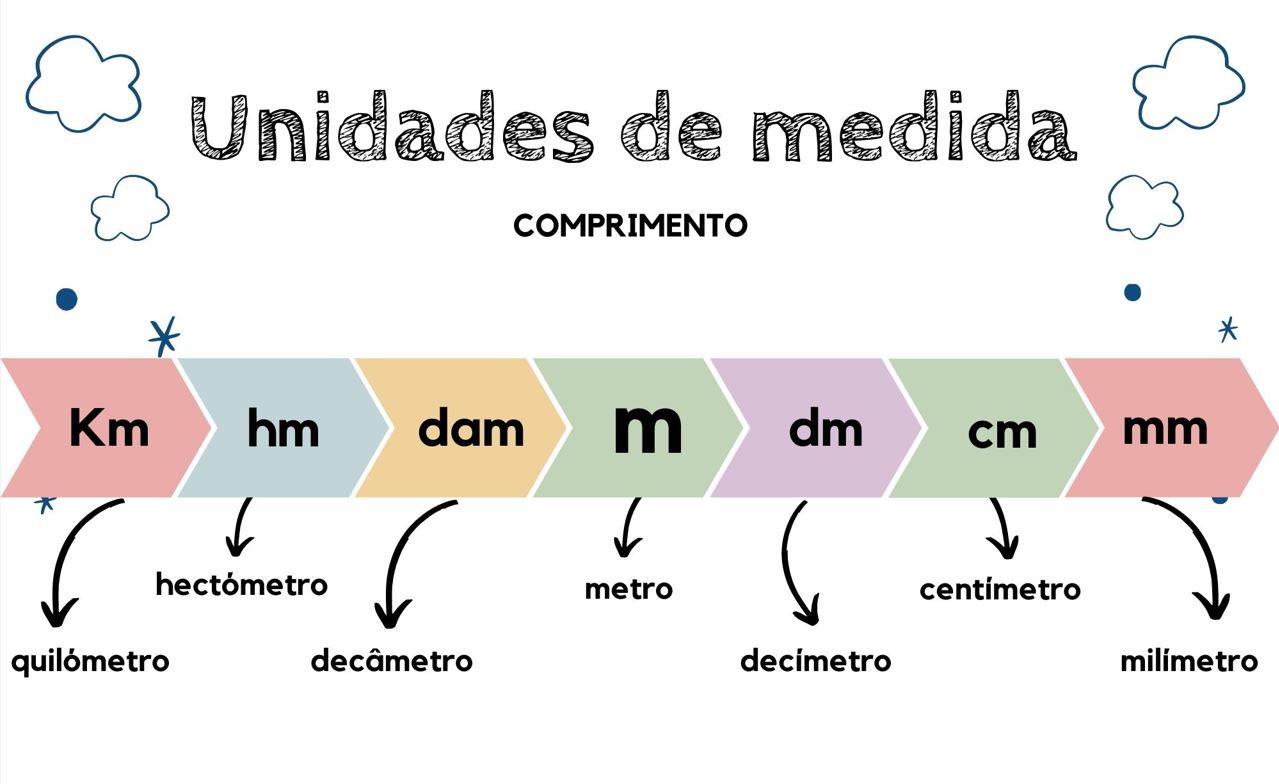 Unidades de medida
COMPRIMENTO
Km hm dam m dm cm mm
hectómetro metro centímetro
quilómetro decâmetro decímetro milímetro